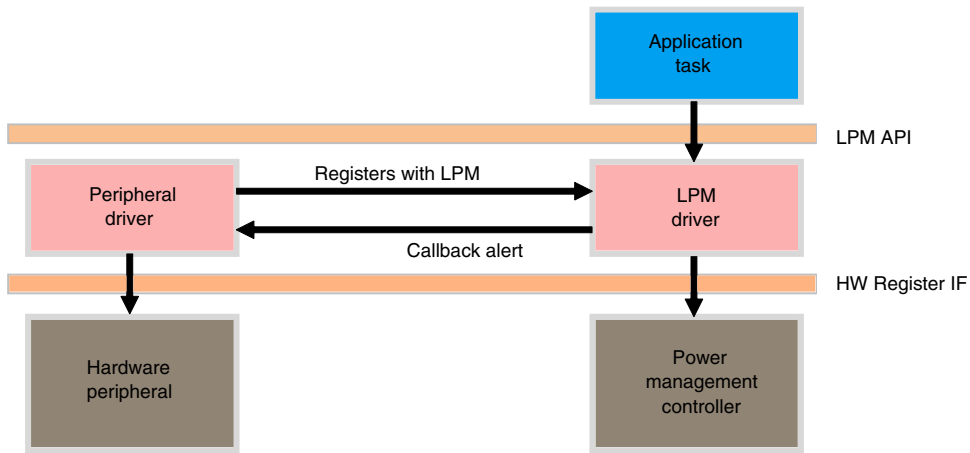 Application
task
LPM API
Registers with LPM
Peripheral
driver
LPM
driver
Callback alert
HW Register IF
Hardware
peripheral
Power
management
controller